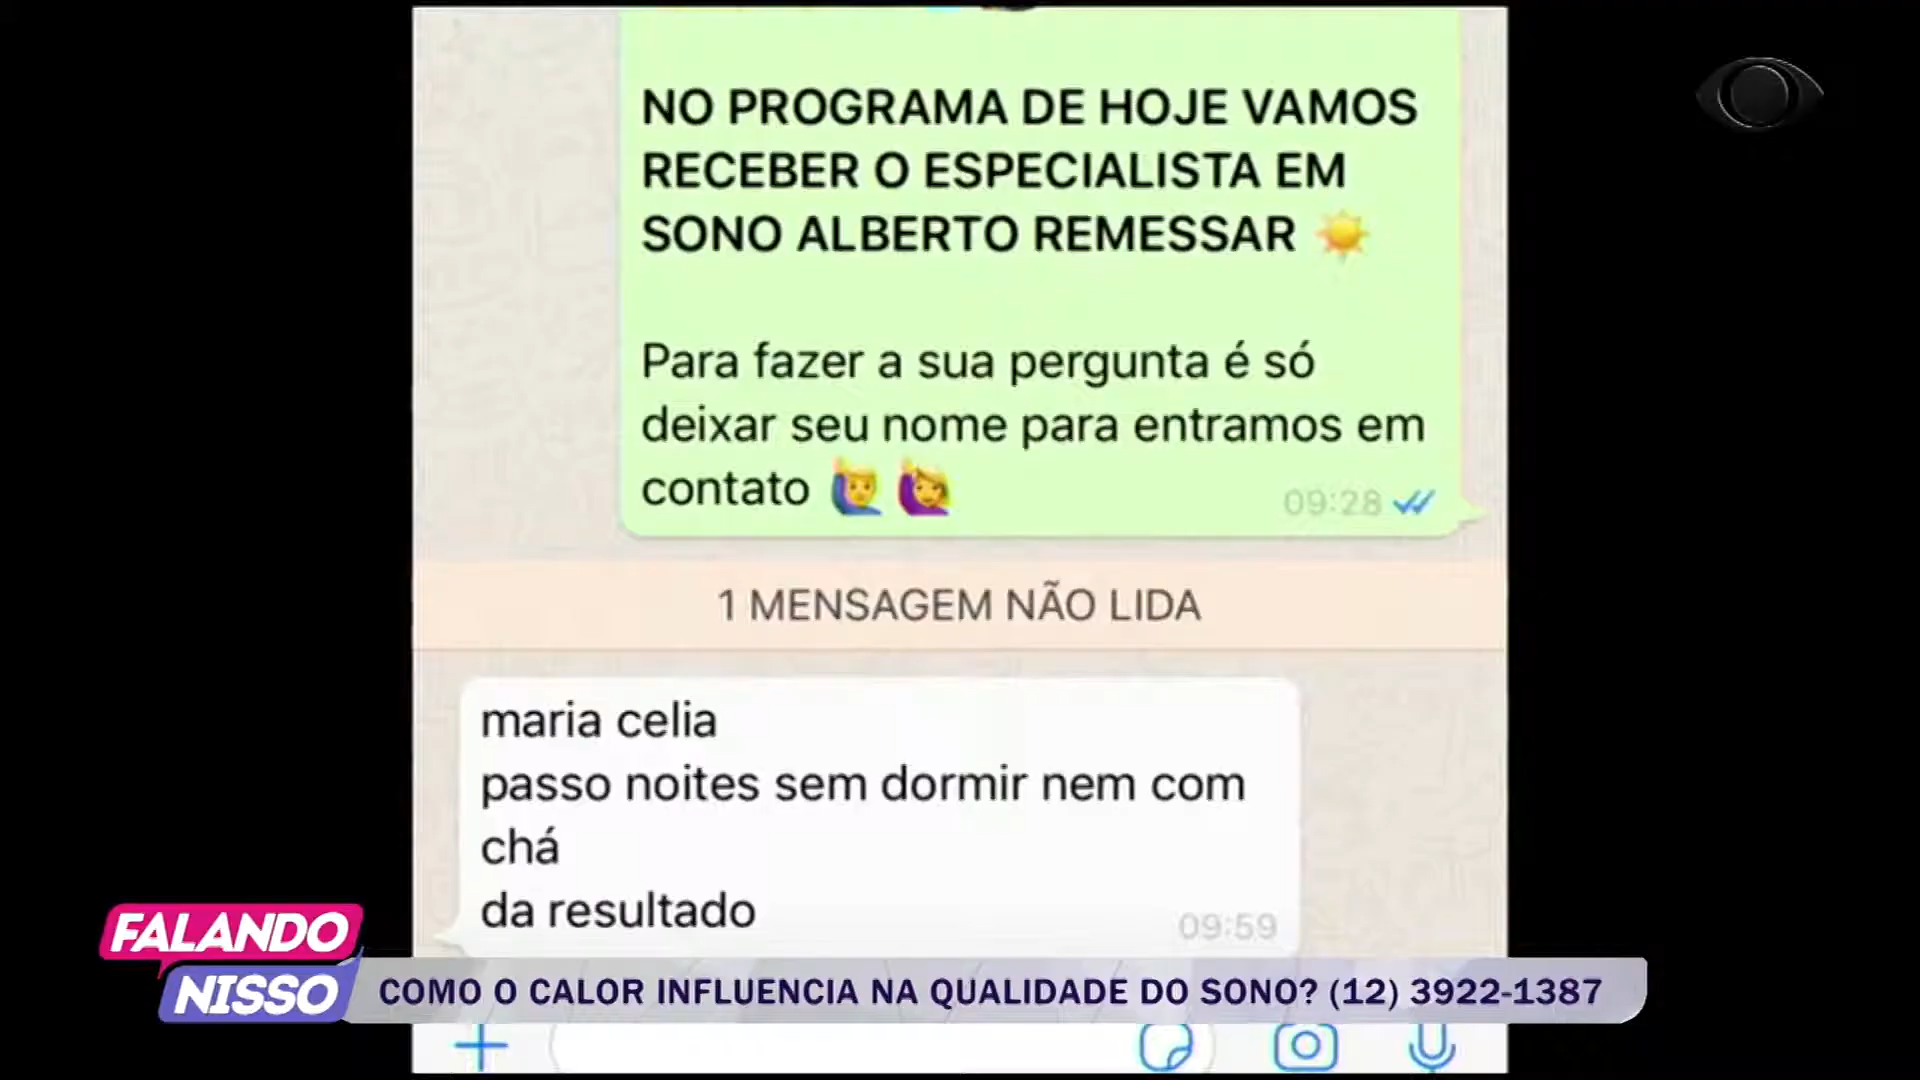 NO PROGRAMA DE HOJE VAMOS
RECEBER O ESPECIALISTA EM
SONO ALBERTO REMESSAR ☀️
Para fazer a sua pergunta é só
deixar seu nome para entramos em
contato 🙋‍♂️ 🙋‍♀️
09:28
1 MENSAGEM NÃO LIDA
maria celia
passo noites sem dormir nem com
chá
da resultado
09:59
FALANDO
NISSO
COMO O CALOR INFLUENCIA NA QUALIDADE DO SONO? (12) 3922-1387